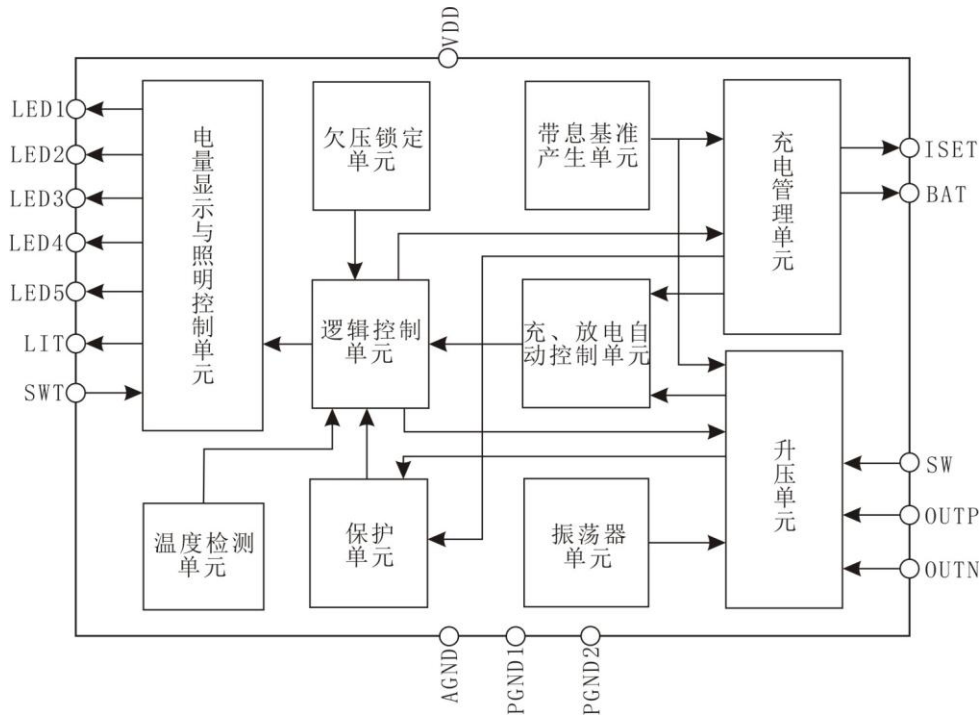 VDD
LED1
LED2
LED3
LED4
LED5
LIT
SWT
电量显示与照明控制单元
欠压锁定
单元
带息基准
产生单元
充电管理单元
ISET
BAT
逻辑控制
单元
充、放电自
动控制单元
升压单元
SW
OUTP
OUTN
温度检测
单元
保护
单元
振荡器
单元
AGND
PGND1
PGND2